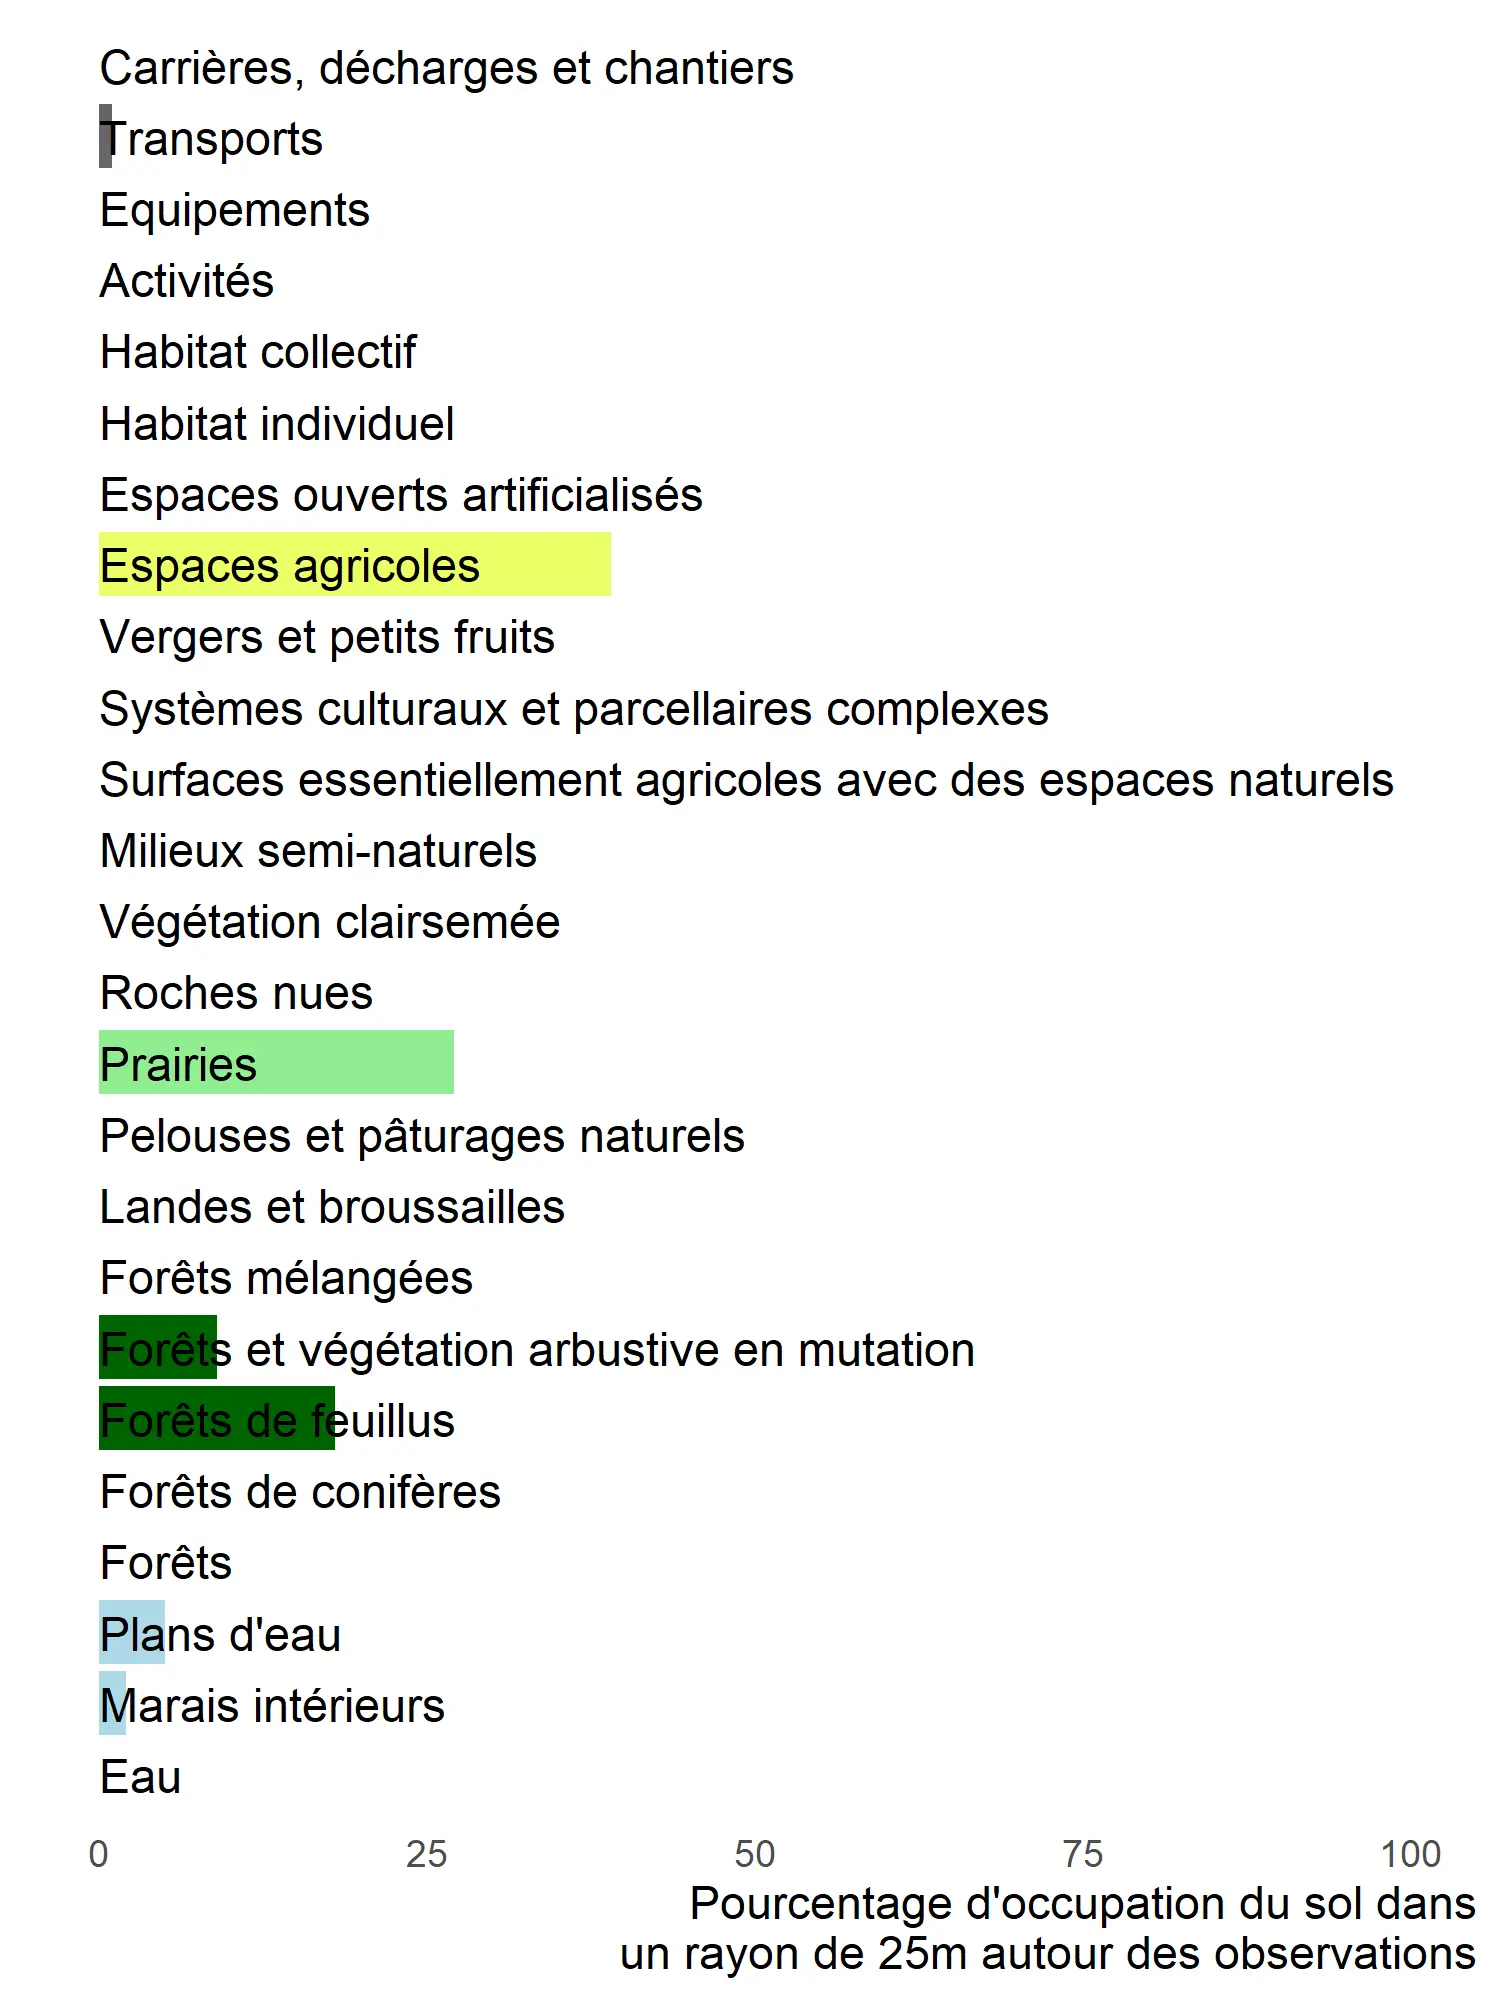 Carrières, décharges et chantiers
Transports
Equipements
Activités
Habitat collectif
Habitat individuel
Espaces ouverts artificialisés
Espaces agricoles
Vergers et petits fruits
Systèmes culturaux et parcellaires complexes
Surfaces essentiellement agricoles avec des espaces naturels
Milieux semi-naturels
Végétation clairsemée
Roches nues
Prairies
Pelouses et pâturages naturels
Landes et broussailles
Forêts mélangées
Forêts et végétation arbustive en mutation
Forêts de feuillus
Forêts de conifères
Forêts
Plans d'eau
Marais intérieurs
Eau
0 25 50 75 100
Pourcentage d'occupation du sol dans
un rayon de 25m autour des observations